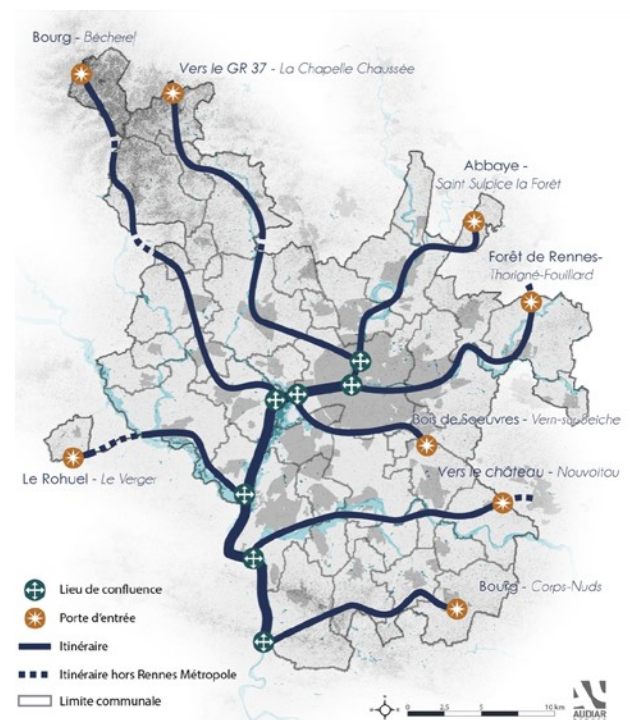 Bourg - Bécherel
Vers le GR 37 - La Chapelle Chaussée
Abbaye -
Saint Sulpice la Forêt
Forêt de Rennes-
Thorigné-Fouillard
Bois de Soeuvres - Vern-sur-Seiche
Vers le château - Nouvoitou
Le Rohuel - Le Verger
Bourg - Corps-Nuds
Lieu de confluence
Porte d'entrée
Itinéraire
Itinéraire hors Rennes Métropole
Limite communale
0 2,5 5 10 km
AUDIAR